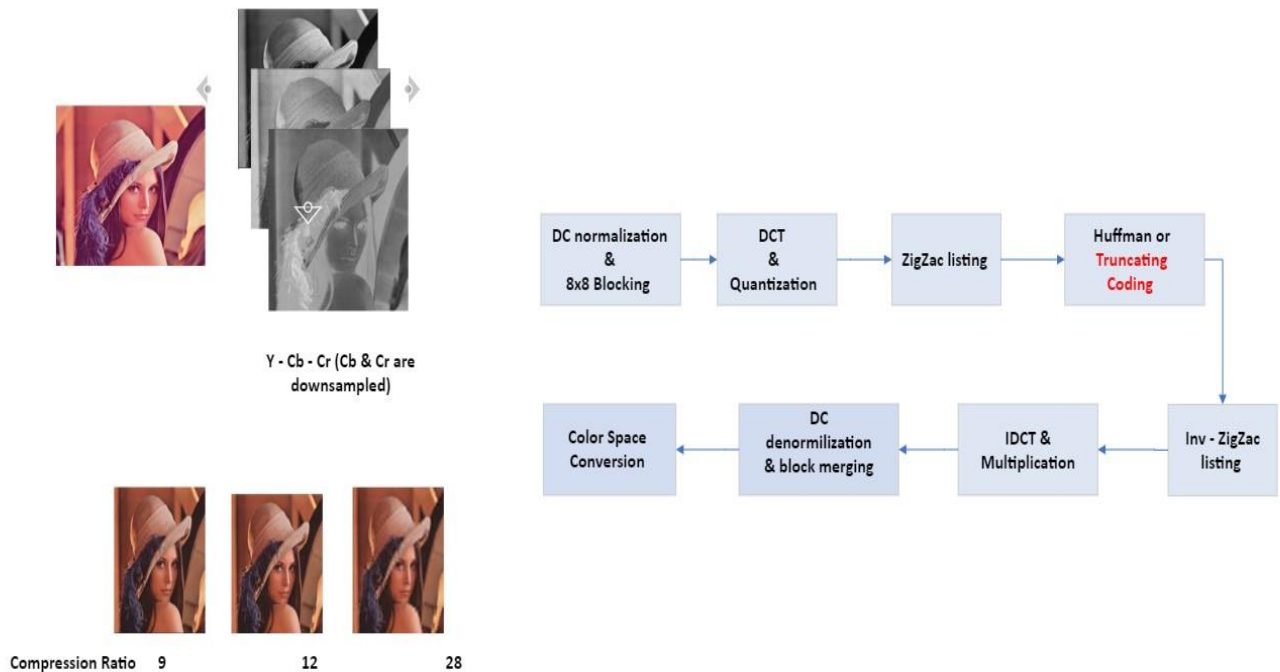 Y - Cb - Cr (Cb & Cr are
downsampled)
DC normalization
&
8x8 Blocking
DCT
&
Quantization
ZigZac listing
Huffman or
Truncating
Coding
Inv - ZigZac
listing
IDCT &
Multiplication
DC
denormilization
& block merging
Color Space
Conversion
Compression Ratio 9 12 28